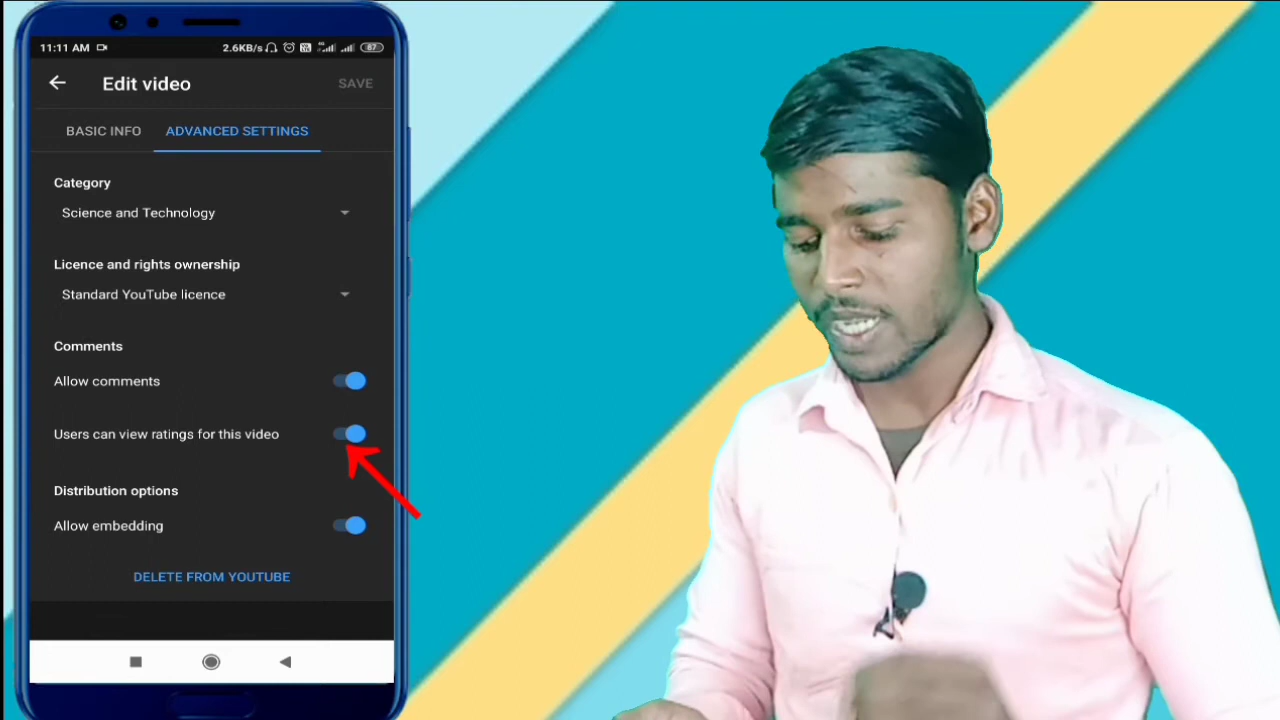 11:11 AM 2.6KB/s 87
Edit video SAVE
BASIC INFO ADVANCED SETTINGS
Category
Science and Technology
Licence and rights ownership
Standard YouTube licence
Comments
Allow comments
Users can view ratings for this video
Distribution options
Allow embedding
DELETE FROM YOUTUBE